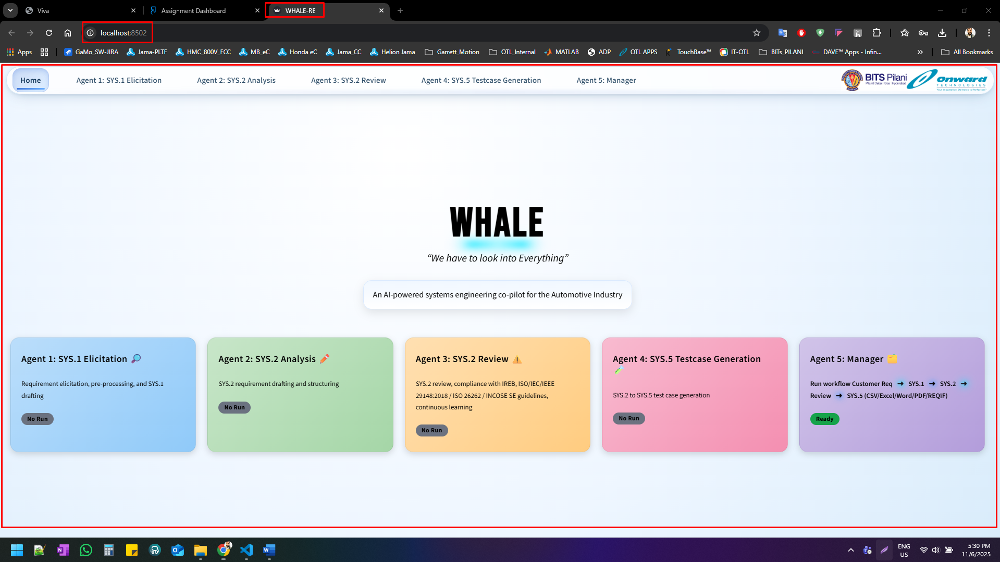 Viva
Assignment Dashboard
WHALE-RE
localhost:8502
Apps
GaMo_SW-JIRA
Jama-PLTF
HMC_800V_FCC
MB_eC
Honda eC
Jama_CC
Helion Jama
Garrett_Motion
OTL_Internal
MATLAB
ADP
OTL APPS
TouchBase™
IT-OTL
BITs_PILANI
DAVE™ Apps - Infin...
All Bookmarks
Home
Agent 1: SYS.1 Elicitation
Agent 2: SYS.2 Analysis
Agent 3: SYS.2 Review
Agent 4: SYS.5 Testcase Generation
Agent 5: Manager
BITS Pilani
Pilani | Dubai | Goa | Hyderabad
Onward
TECHNOLOGIES
Your Imagination. Delivered to Perfection.
WHALE
“We have to look into Everything”
An AI-powered systems engineering co-pilot for the Automotive Industry
Agent 1: SYS.1 Elicitation
Requirement elicitation, pre-processing, and SYS.1
drafting
No Run
Agent 2: SYS.2 Analysis
SYS.2 requirement drafting and structuring
No Run
Agent 3: SYS.2 Review
SYS.2 review, compliance with IREB, ISO/IEC/IEEE
29148:2018 / ISO 26262 / INCOSE SE guidelines,
continuous learning
No Run
Agent 4: SYS.5 Testcase Generation
SYS.2 to SYS.5 test case generation
No Run
Agent 5: Manager
Run workflow Customer Req ➜ SYS.1 ➜ SYS.2 ➜
Review ➜ SYS.5 (CSV/Excel/Word/PDF/REQIF)
Ready
ENG
US
5:30 PM
11/6/2025